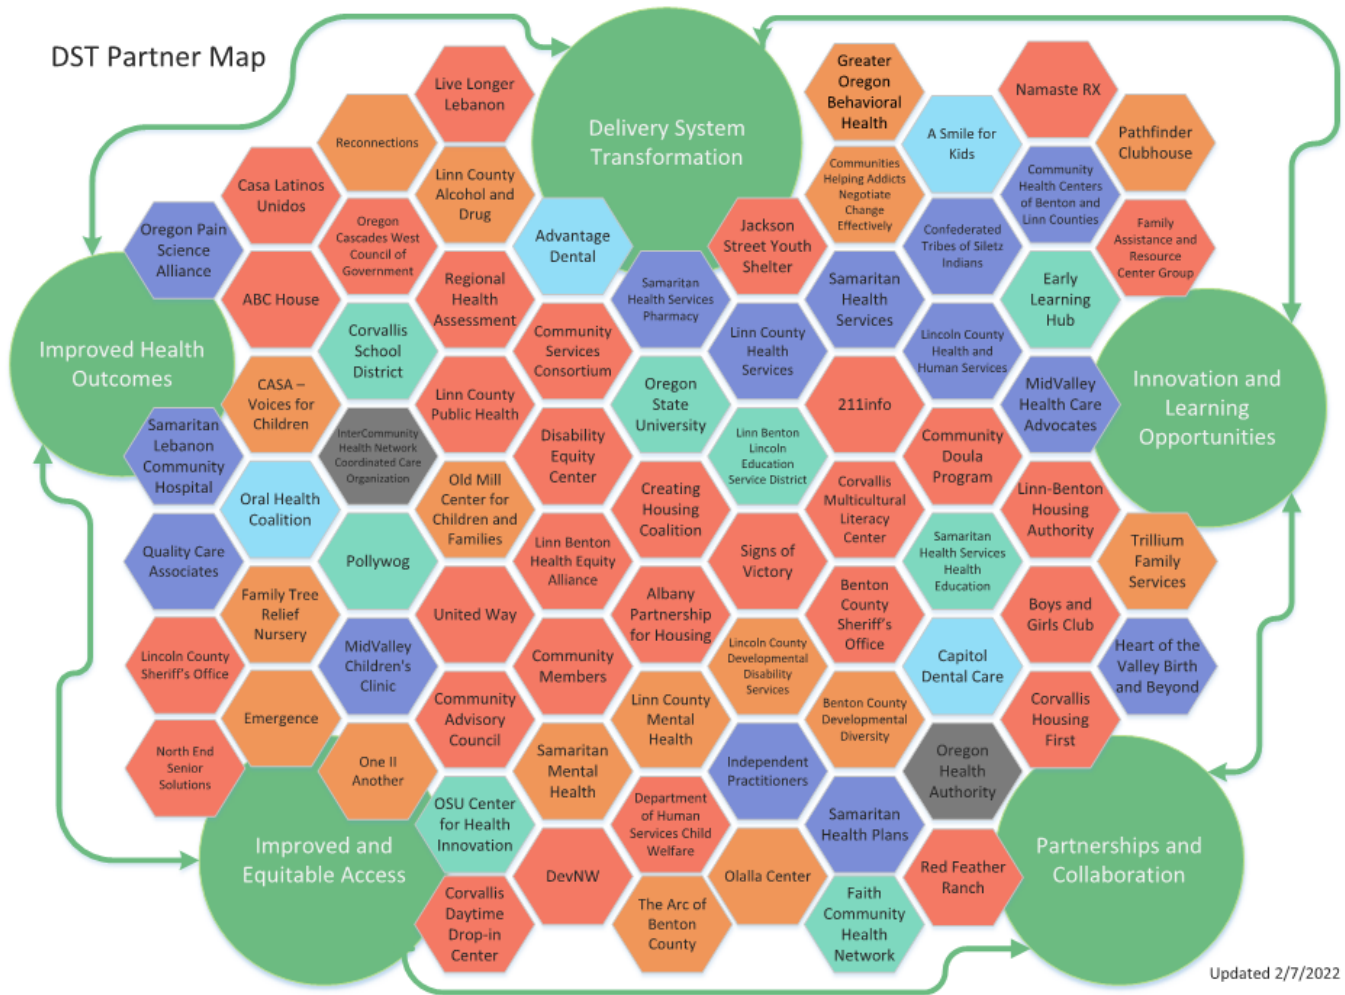 DST Partner Map
Delivery System
Transformation
Improved Health
Outcomes
Innovation and
Learning
Opportunities
Improved and
Equitable Access
Partnerships and
Collaboration
Oregon Pain
Science
Alliance
Samaritan
Lebanon
Community
Hospital
Quality Care
Associates
Lincoln County
Sheriff's Office
North End
Senior
Solutions
Casa Latinos
Unidos
ABC House
CASA –
Voices for
Children
Oral Health
Coalition
Family Tree
Relief
Nursery
Emergence
Reconnections
Oregon
Cascades West
Council of
Government
Corvallis
School
District
InterCommunity
Health Network
Coordinated Care
Organization
Pollywog
MidValley
Children's
Clinic
One II
Another
Live Longer
Lebanon
Linn County
Alcohol and
Drug
Regional
Health
Assessment
Linn County
Public Health
Old Mill
Center for
Children and
Families
United Way
Community
Advisory
Council
OSU Center
for Health
Innovation
Corvallis
Daytime
Drop-in
Center
Advantage
Dental
Community
Services
Consortium
Disability
Equity
Center
Linn Benton
Health Equity
Alliance
Community
Members
Samaritan
Mental
Health
DevNW
Samaritan
Health Services
Pharmacy
Oregon
State
University
Creating
Housing
Coalition
Albany
Partnership
for Housing
Linn County
Mental
Health
Department
of Human
Services Child
Welfare
The Arc of
Benton
County
Jackson
Street Youth
Shelter
Linn County
Health
Services
Linn Benton
Lincoln
Education
Service District
Signs of
Victory
Lincoln County
Developmental
Disability
Services
Independent
Practitioners
Olalla Center
Greater
Oregon
Behavioral
Health
Communities
Helping Addicts
Negotiate
Change
Effectively
Samaritan
Health
Services
211info
Corvallis
Multicultural
Literacy
Center
Benton
County
Sheriff's
Office
Benton County
Developmental
Diversity
Samaritan
Health Plans
Faith
Community
Health
Network
A Smile for
Kids
Confederated
Tribes of Siletz
Indians
Lincoln County
Health and
Human Services
Community
Doula
Program
Samaritan
Health Services
Health
Education
Capitol
Dental Care
Oregon
Health
Authority
Red Feather
Ranch
Namaste RX
Community
Health Centers
of Benton and
Linn Counties
Early
Learning
Hub
MidValley
Health Care
Advocates
Linn-Benton
Housing
Authority
Boys and
Girls Club
Corvallis
Housing
First
Pathfinder
Clubhouse
Family
Assistance and
Resource
Center Group
Trillium
Family
Services
Heart of the
Valley Birth
and Beyond
Updated 2/7/2022